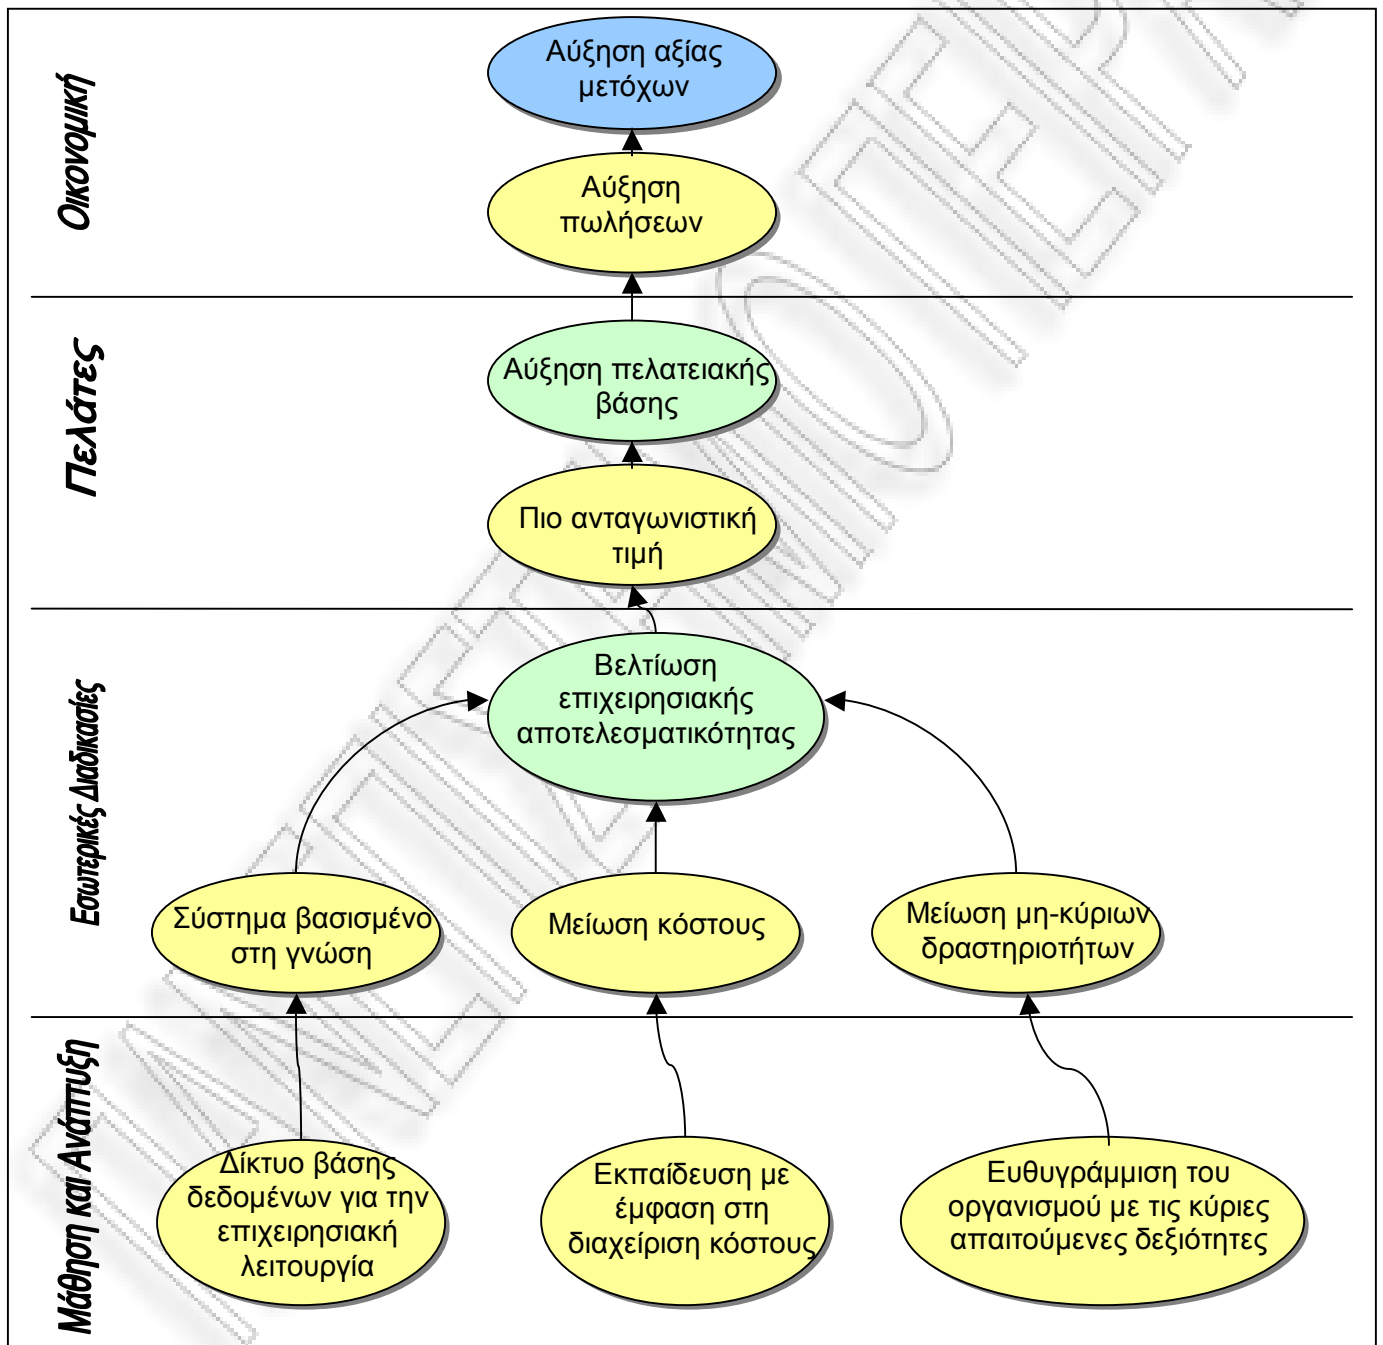 Οικονομική
Αύξηση αξίας
μετόχων
Αύξηση
πωλήσεων
Πελάτες
Αύξηση πελατειακής
βάσης
Πιο ανταγωνιστική
τιμή
Εσωτερικές Διαδικασίες
Βελτίωση
επιχειρησιακής
αποτελεσματικότητας
Σύστημα βασισμένο
στη γνώση
Μείωση κόστους
Μείωση μη-κύριων
δραστηριοτήτων
Μάθηση και Ανάπτυξη
Δίκτυο βάσης
δεδομένων για την
επιχειρησιακή
λειτουργία
Εκπαίδευση με
έμφαση στη
διαχείριση κόστους
Ευθυγράμμιση του
οργανισμού με τις κύριες
απαιτούμενες δεξιότητες